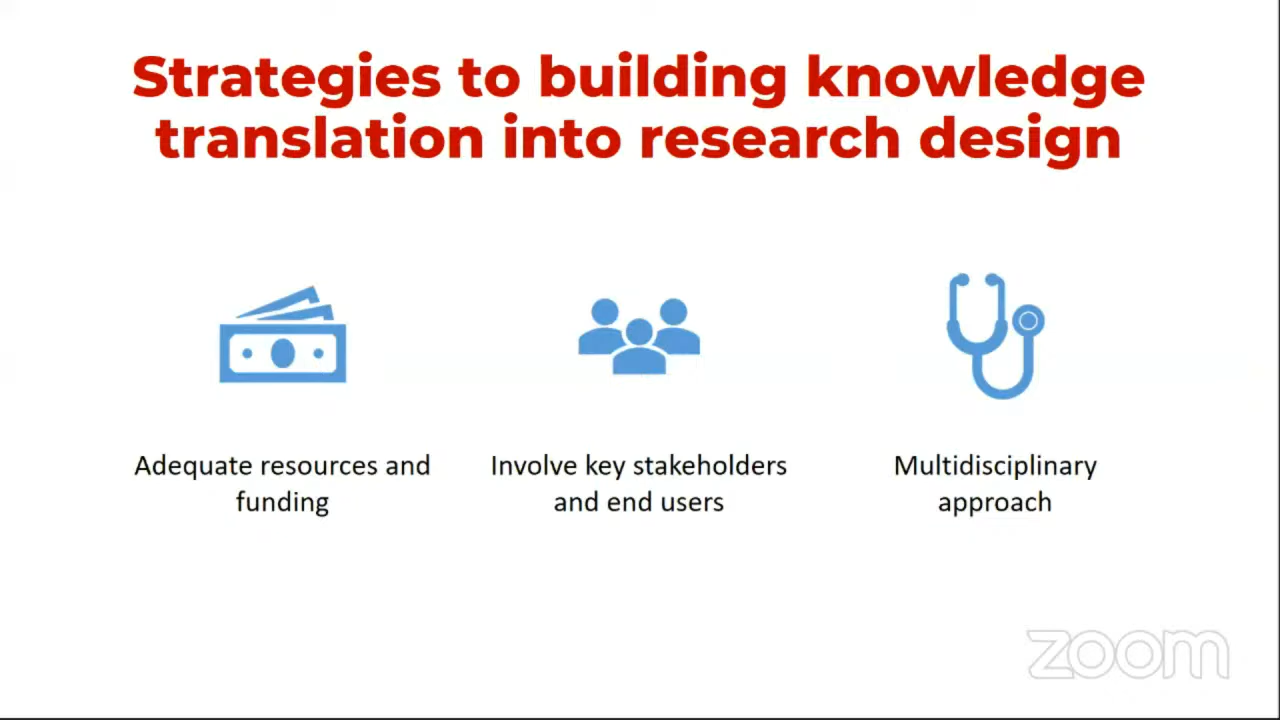 Strategies to building knowledge
translation into research design
Adequate resources and
funding
Involve key stakeholders
and end users
Multidisciplinary
approach
zoom